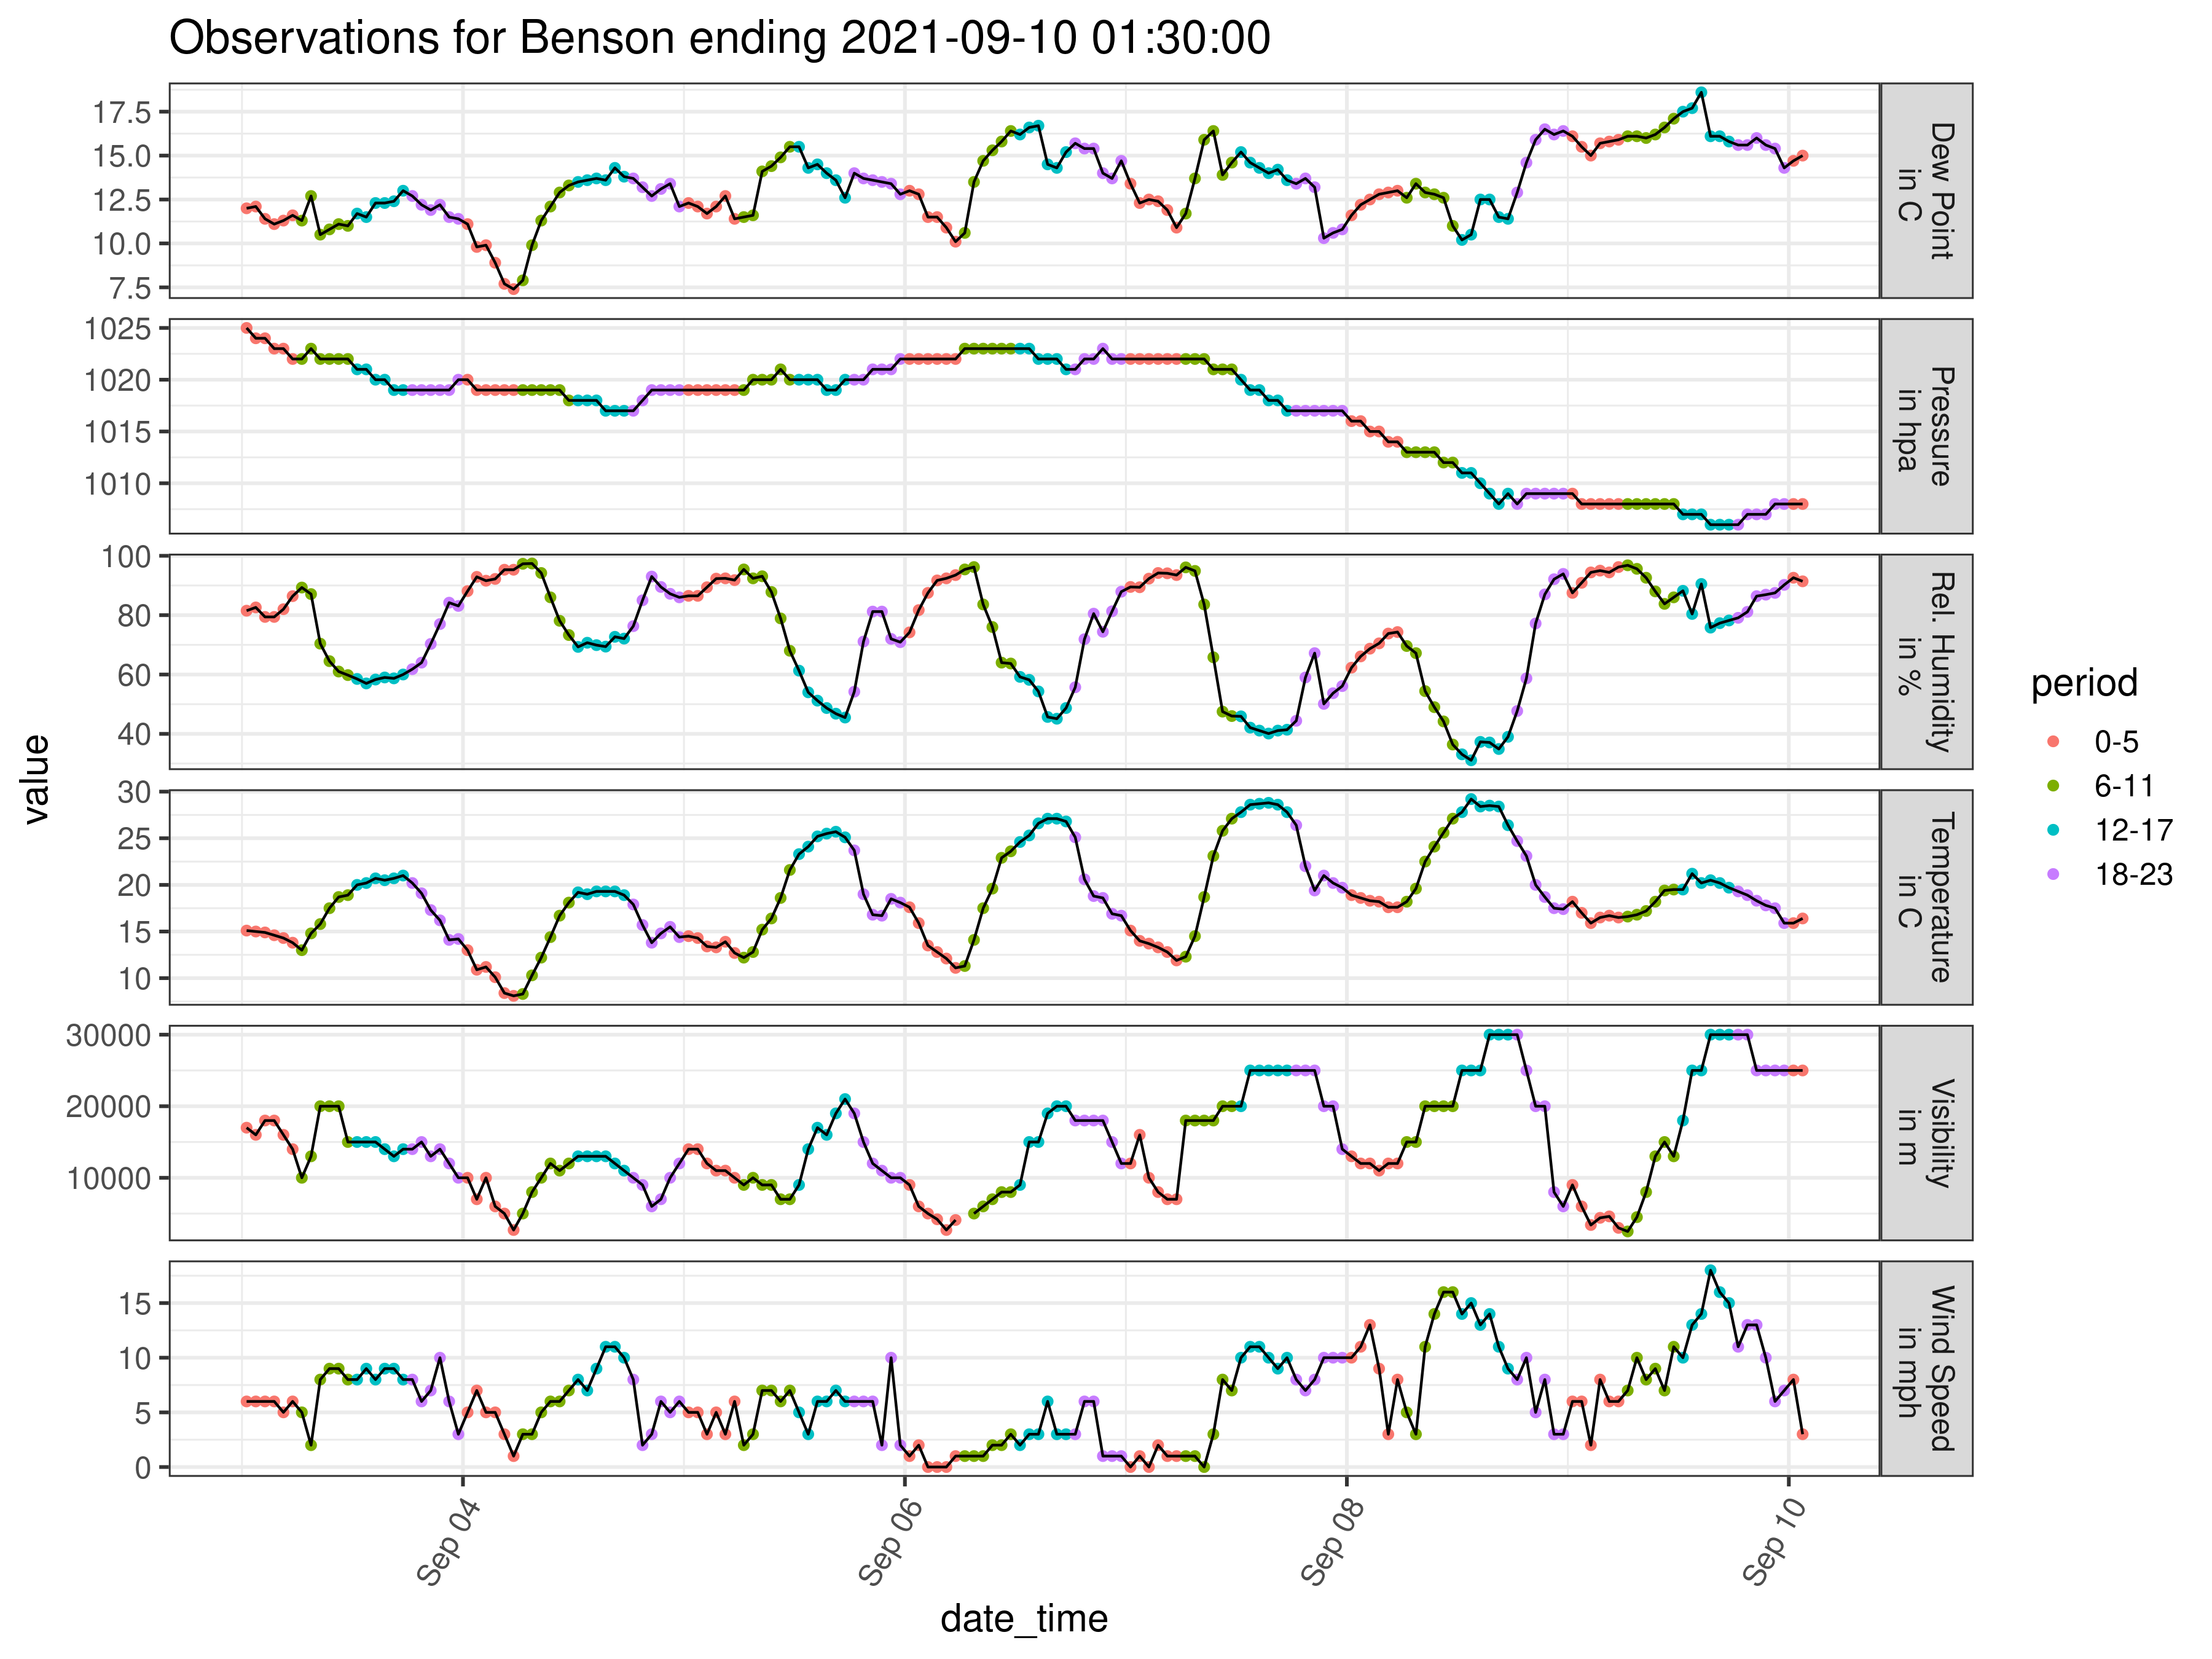 Observations for Benson ending 2021-09-10 01:30:00
value
17.5
15.0
12.5
10.0
7.5
Dew Point
in C
1025
1020
1015
1010
Pressure
in hpa
100
80
60
40
Rel. Humidity
in %
30
25
20
15
10
Temperature
in C
30000
20000
10000
Visibility
in m
15
10
5
0
Wind Speed
in mph
Sep 04
Sep 06
Sep 08
Sep 10
date_time
period
0-5
6-11
12-17
18-23